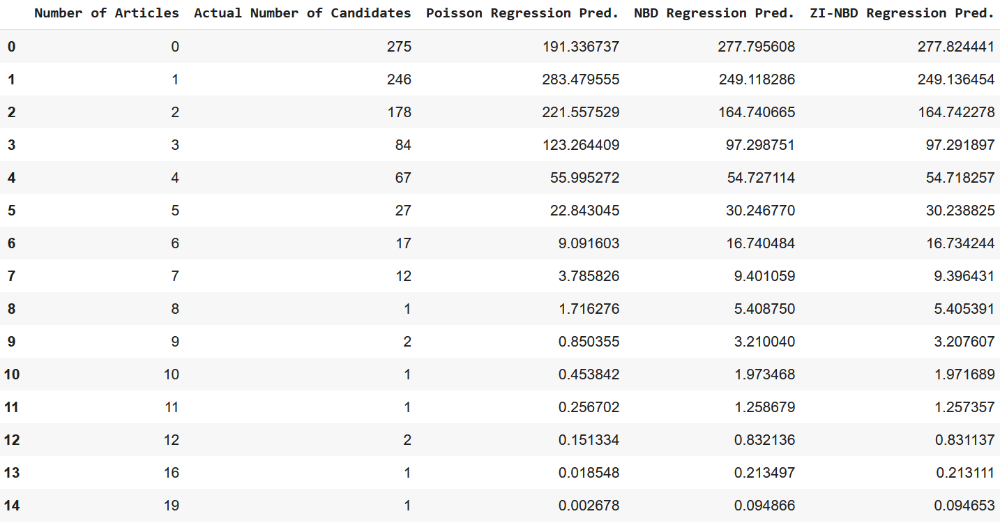 Number of Articles Actual Number of Candidates Poisson Regression Pred. NBD Regression Pred. ZI-NBD Regression Pred.
0 0 275 191.336737 277.795608 277.824441
1 1 246 283.479555 249.118286 249.136454
2 2 178 221.557529 164.740665 164.742278
3 3 84 123.264409 97.298751 97.291897
4 4 67 55.995272 54.727114 54.718257
5 5 27 22.843045 30.246770 30.238825
6 6 17 9.091603 16.740484 16.734244
7 7 12 3.785826 9.401059 9.396431
8 8 1 1.716276 5.408750 5.405391
9 9 2 0.850355 3.210040 3.207607
10 10 1 0.453842 1.973468 1.971689
11 11 1 0.256702 1.258679 1.257357
12 12 2 0.151334 0.832136 0.831137
13 16 1 0.018548 0.213497 0.213111
14 19 1 0.002678 0.094866 0.094653